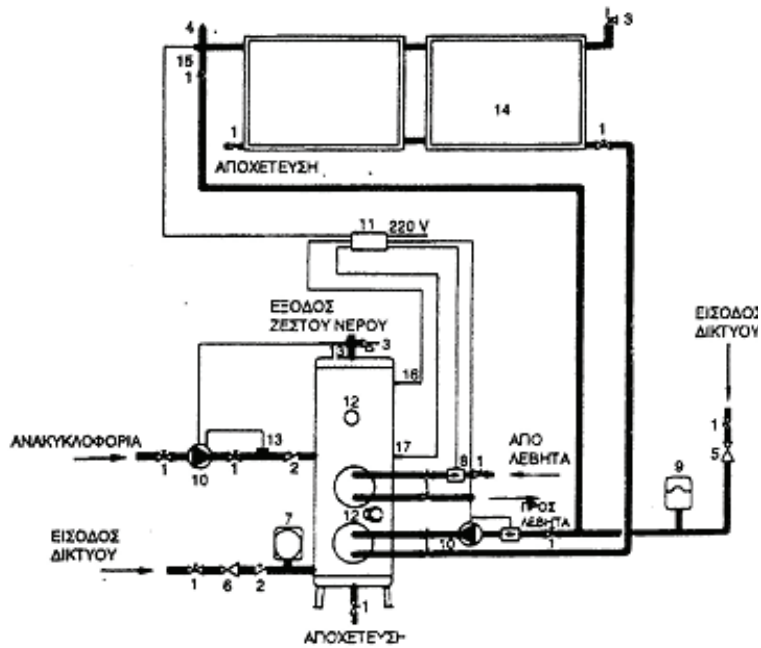 4
3
15
1
14
1
1
ΑΠΟΧΕΤΕΥΣΗ
11
220 V
ΕΞΟΔΟΣ
ΖΕΣΤΟΥ ΝΕΡΟΥ
ΕΙΣΟΔΟΣ
ΔΙΚΤΥΟΥ
3
3
16
12
1
ΑΝΑΚΥΚΛΟΦΟΡΙΑ
13
17
ΑΠΟ
ΛΕΒΗΤΑ
5
1
10
1
2
8
1
9
12
ΠΡΟΣ
ΛΕΒΗΤΑ
7
10
1
ΕΙΣΟΔΟΣ
ΔΙΚΤΥΟΥ
1
6
2
1
ΑΠΟΧΕΤΕΥΣΗ